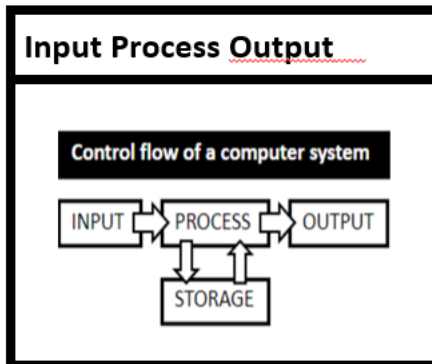 Input Process Output
Control flow of a computer system
INPUT PROCESS OUTPUT
STORAGE